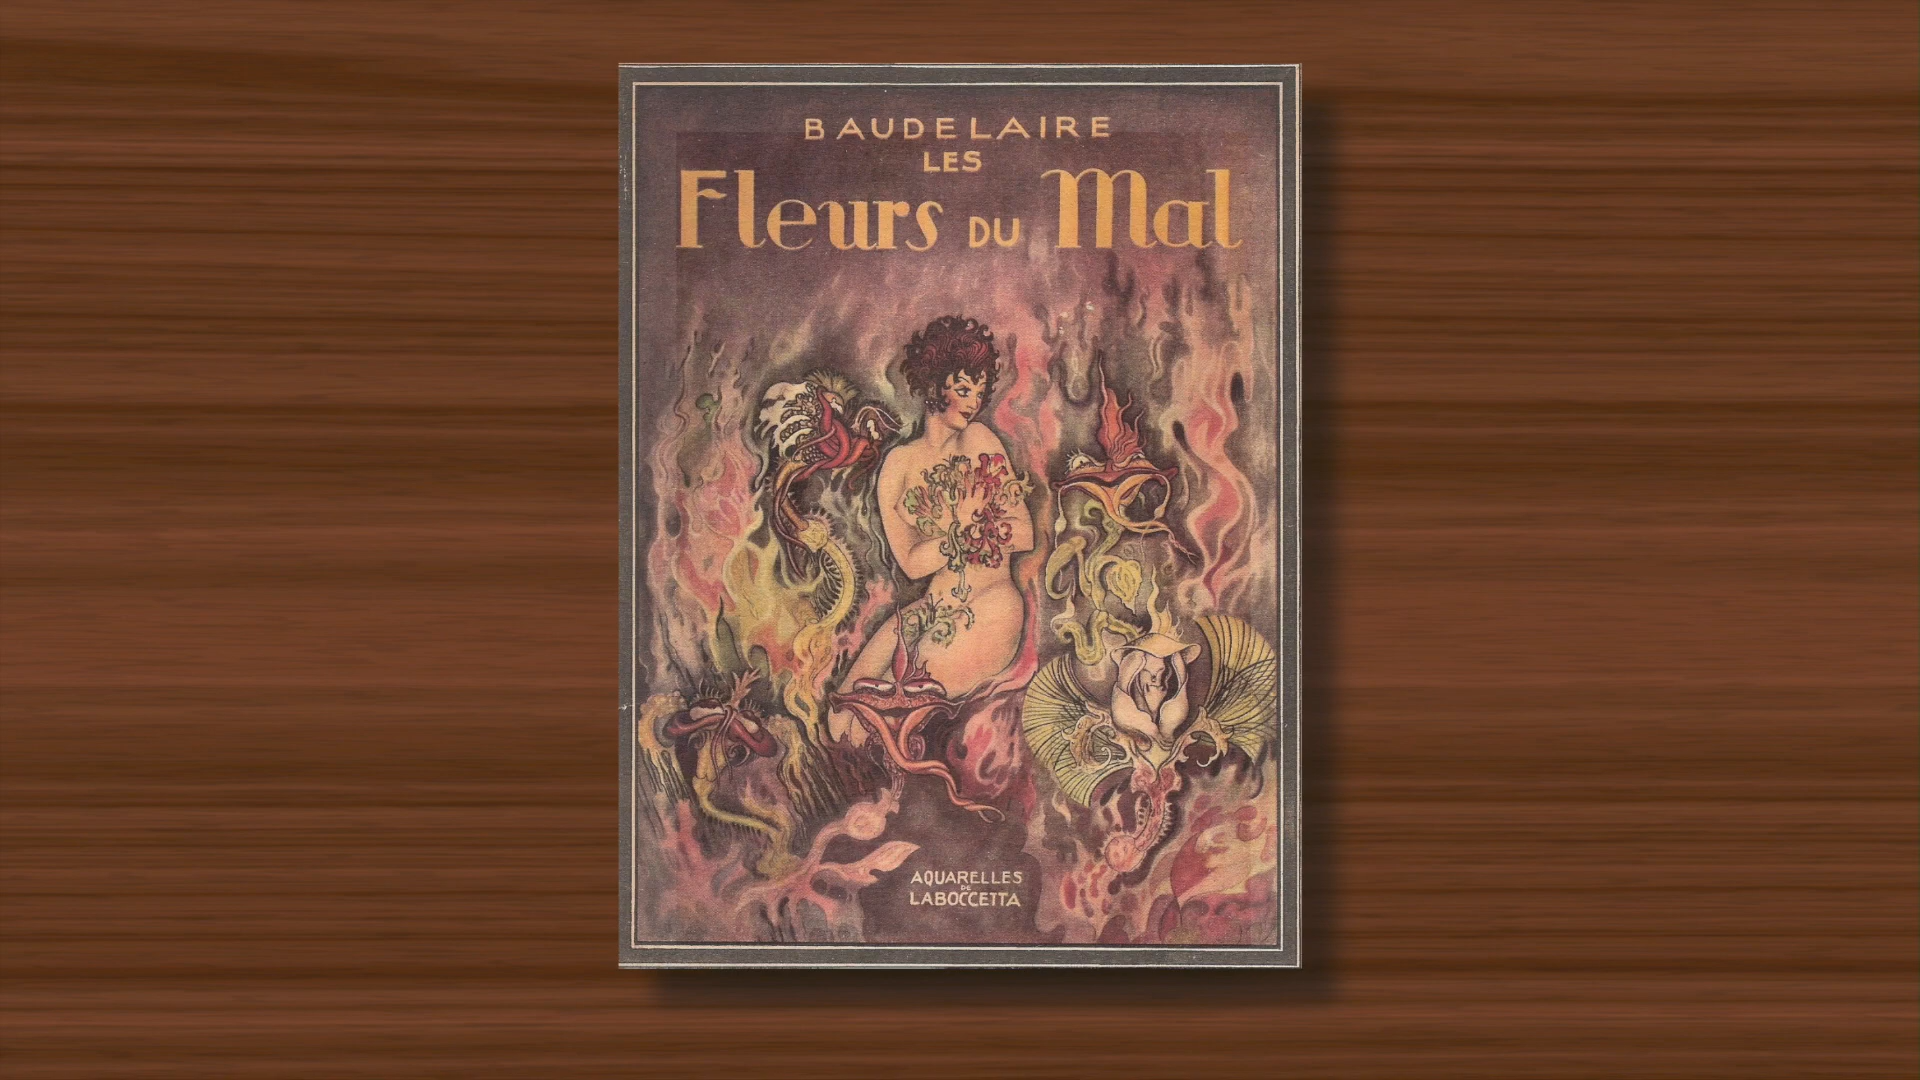 BAUDELAIRE
LES
Fleurs DU Mal
AQUARELLES
DE
LABOCCETTA